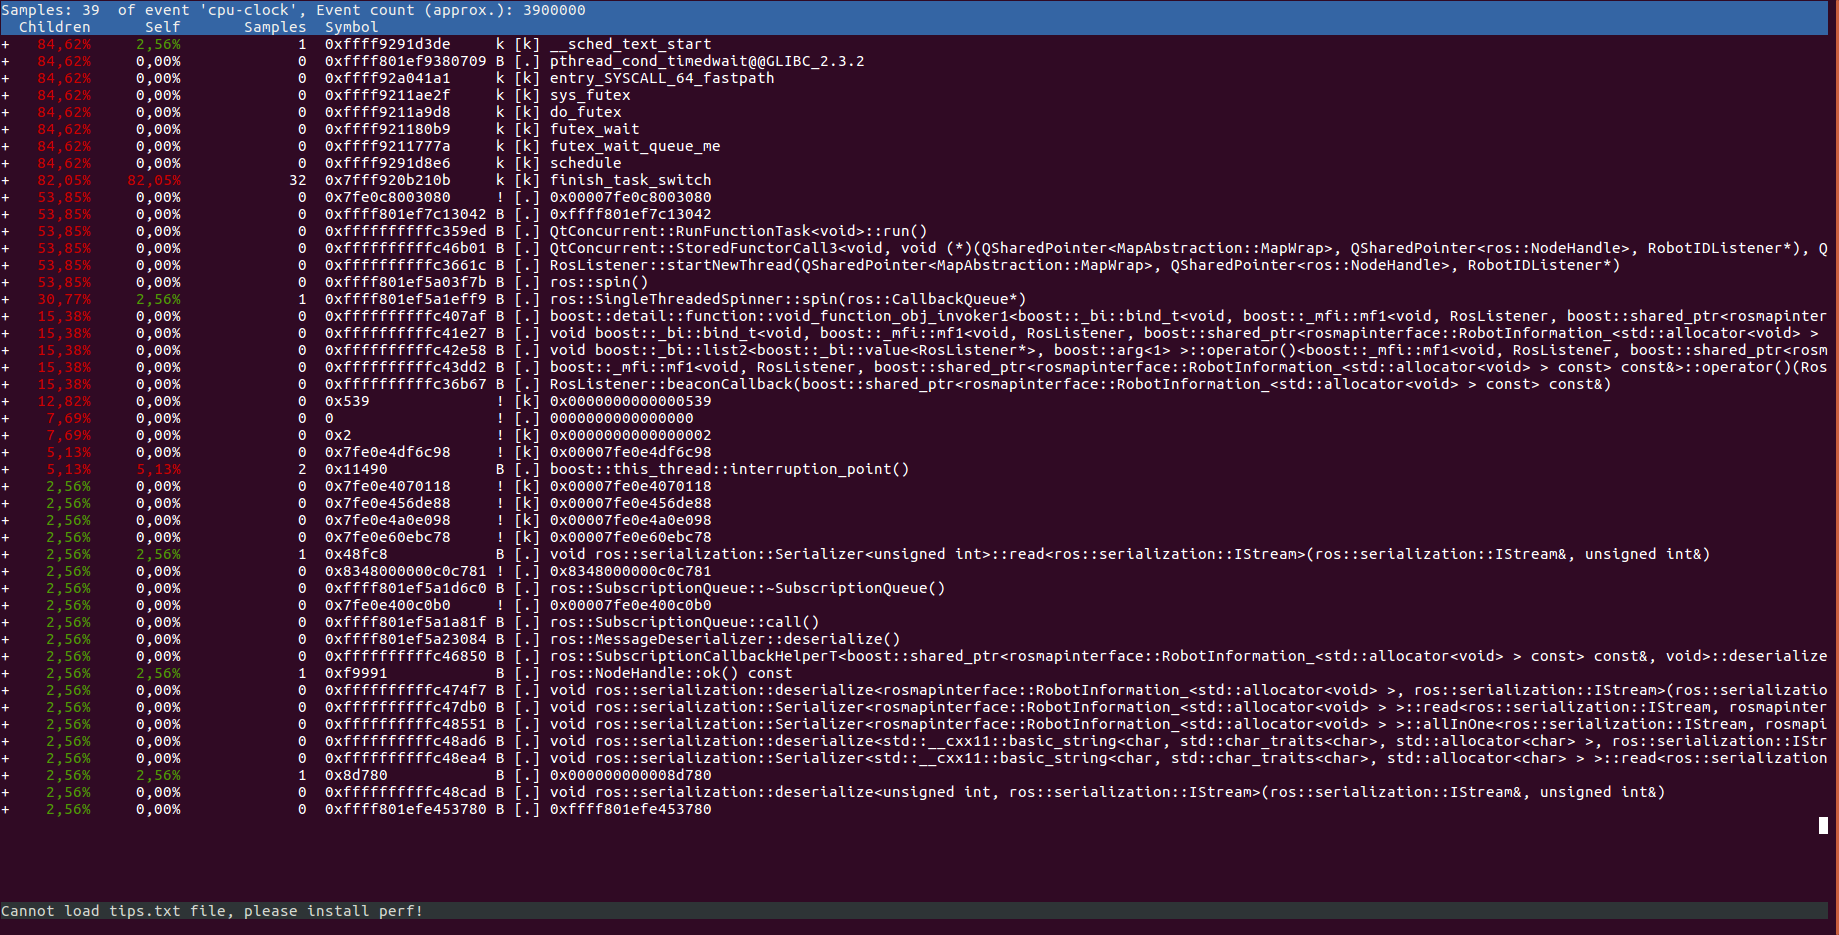 Samples: 39  of event 'cpu-clock', Event count (approx.): 3900000
  Children      Self       Samples  Symbol
+   84,62%     2,56%             1  0xffff9291d3de     k [k] __sched_text_start
+   84,62%     0,00%             0  0xffff801ef9380709 B [.] pthread_cond_timedwait@@GLIBC_2.3.2
+   84,62%     0,00%             0  0xffff92a041a1     k [k] entry_SYSCALL_64_fastpath
+   84,62%     0,00%             0  0xffff9211ae2f     k [k] sys_futex
+   84,62%     0,00%             0  0xffff9211a9d8     k [k] do_futex
+   84,62%     0,00%             0  0xffff921180b9     k [k] futex_wait
+   84,62%     0,00%             0  0xffff9211777a     k [k] futex_wait_queue_me
+   84,62%     0,00%             0  0xffff9291d8e6     k [k] schedule
+   82,05%    82,05%            32  0x7fff920b210b     k [k] finish_task_switch
+   53,85%     0,00%             0  0x7fe0c8003080     ! [.] 0x00007fe0c8003080
+   53,85%     0,00%             0  0xffff801ef7c13042 B [.] 0xffff801ef7c13042
+   53,85%     0,00%             0  0xffffffffffc359ed B [.] QtConcurrent::RunFunctionTask<void>::run()
+   53,85%     0,00%             0  0xffffffffffc46b01 B [.] QtConcurrent::StoredFunctorCall3<void, void (*)(QSharedPointer<MapAbstraction::MapWrap>, QSharedPointer<ros::NodeHandle>, RobotIDListener*), Q
+   53,85%     0,00%             0  0xffffffffffc3661c B [.] RosListener::startNewThread(QSharedPointer<MapAbstraction::MapWrap>, QSharedPointer<ros::NodeHandle>, RobotIDListener*)
+   53,85%     0,00%             0  0xffff801ef5a03f7b B [.] ros::spin()
+   30,77%     2,56%             1  0xffff801ef5a1eff9 B [.] ros::SingleThreadedSpinner::spin(ros::CallbackQueue*)
+   15,38%     0,00%             0  0xffffffffffc407af B [.] boost::detail::function::void_function_obj_invoker1<boost::_bi::bind_t<void, boost::_mfi::mf1<void, RosListener, boost::shared_ptr<rosmapinter
+   15,38%     0,00%             0  0xffffffffffc41e27 B [.] void boost::_bi::bind_t<void, boost::_mfi::mf1<void, RosListener, boost::shared_ptr<rosmapinterface::RobotInformation_<std::allocator<void> >
+   15,38%     0,00%             0  0xffffffffffc42e58 B [.] void boost::_bi::list2<boost::_bi::value<RosListener*>, boost::arg<1> >::operator()<boost::_mfi::mf1<void, RosListener, boost::shared_ptr<rosm
+   15,38%     0,00%             0  0xffffffffffc43dd2 B [.] boost::_mfi::mf1<void, RosListener, boost::shared_ptr<rosmapinterface::RobotInformation_<std::allocator<void> > const> const&>::operator()(Ros
+   15,38%     0,00%             0  0xffffffffffc36b67 B [.] RosListener::beaconCallback(boost::shared_ptr<rosmapinterface::RobotInformation_<std::allocator<void> > const> const&)
+   12,82%     0,00%             0  0x539              ! [k] 0x0000000000000539
+    7,69%     0,00%             0  0                  ! [.] 0000000000000000
+    7,69%     0,00%             0  0x2                ! [k] 0x0000000000000002
+    5,13%     0,00%             0  0x7fe0e4df6c98     ! [k] 0x00007fe0e4df6c98
+    5,13%     5,13%             2  0x11490            B [.] boost::this_thread::interruption_point()
+    2,56%     0,00%             0  0x7fe0e4070118     ! [k] 0x00007fe0e4070118
+    2,56%     0,00%             0  0x7fe0e456de88     ! [k] 0x00007fe0e456de88
+    2,56%     0,00%             0  0x7fe0e4a0e098     ! [k] 0x00007fe0e4a0e098
+    2,56%     0,00%             0  0x7fe0e60ebc78     ! [k] 0x00007fe0e60ebc78
+    2,56%     2,56%             1  0x48fc8            B [.] void ros::serialization::Serializer<unsigned int>::read<ros::serialization::IStream>(ros::serialization::IStream&, unsigned int&)
+    2,56%     0,00%             0  0x8348000000c0c781 ! [.] 0x8348000000c0c781
+    2,56%     0,00%             0  0xffff801ef5a1d6c0 B [.] ros::SubscriptionQueue::~SubscriptionQueue()
+    2,56%     0,00%             0  0x7fe0e400c0b0     ! [.] 0x00007fe0e400c0b0
+    2,56%     0,00%             0  0xffff801ef5a1a81f B [.] ros::SubscriptionQueue::call()
+    2,56%     0,00%             0  0xffff801ef5a23084 B [.] ros::MessageDeserializer::deserialize()
+    2,56%     0,00%             0  0xffffffffffc46850 B [.] ros::SubscriptionCallbackHelperT<boost::shared_ptr<rosmapinterface::RobotInformation_<std::allocator<void> > const> const&, void>::deserialize
+    2,56%     2,56%             1  0xf9991            B [.] ros::NodeHandle::ok() const
+    2,56%     0,00%             0  0xffffffffffc474f7 B [.] void ros::serialization::deserialize<rosmapinterface::RobotInformation_<std::allocator<void> >, ros::serialization::IStream>(ros::serializatio
+    2,56%     0,00%             0  0xffffffffffc47db0 B [.] void ros::serialization::Serializer<rosmapinterface::RobotInformation_<std::allocator<void> > >::read<ros::serialization::IStream, rosmapinter
+    2,56%     0,00%             0  0xffffffffffc48551 B [.] void ros::serialization::Serializer<rosmapinterface::RobotInformation_<std::allocator<void> > >::allInOne<ros::serialization::IStream, rosmapi
+    2,56%     0,00%             0  0xffffffffffc48ad6 B [.] void ros::serialization::deserialize<std::__cxx11::basic_string<char, std::char_traits<char>, std::allocator<char> >, ros::serialization::IStr
+    2,56%     0,00%             0  0xffffffffffc48ea4 B [.] void ros::serialization::Serializer<std::__cxx11::basic_string<char, std::char_traits<char>, std::allocator<char> > >::read<ros::serialization
+    2,56%     2,56%             1  0x8d780            B [.] 0x000000000008d780
+    2,56%     0,00%             0  0xffffffffffc48cad B [.] void ros::serialization::deserialize<unsigned int, ros::serialization::IStream>(ros::serialization::IStream&, unsigned int&)
+    2,56%     0,00%             0  0xffff801efe453780 B [.] 0xffff801efe453780
Cannot load tips.txt file, please install perf!